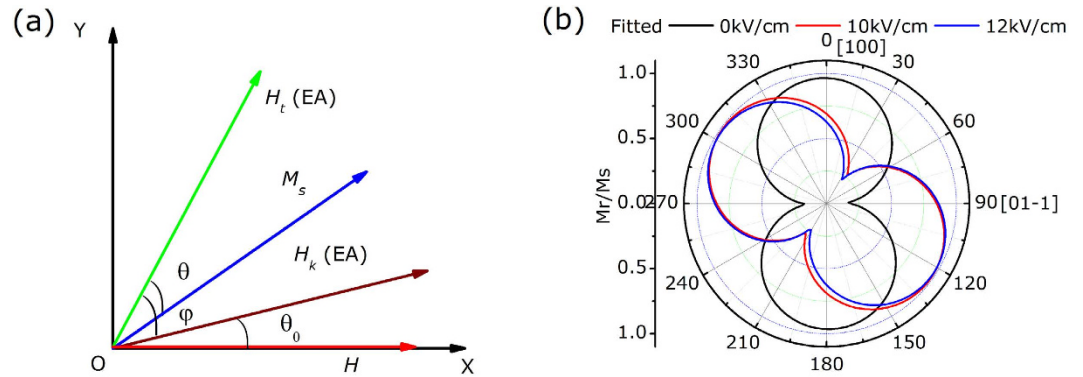 (a)
Y
H_t (EA)
M_s
H_k (EA)
θ
φ
θ_0
O
H
X
(b)
Fitted 0kV/cm 10kV/cm 12kV/cm
0 [100]
330 30
1.0
300 60
0.5
Mr/Ms
0.0 270 90 [01-1]
0.5
240 120
1.0
210 150
180